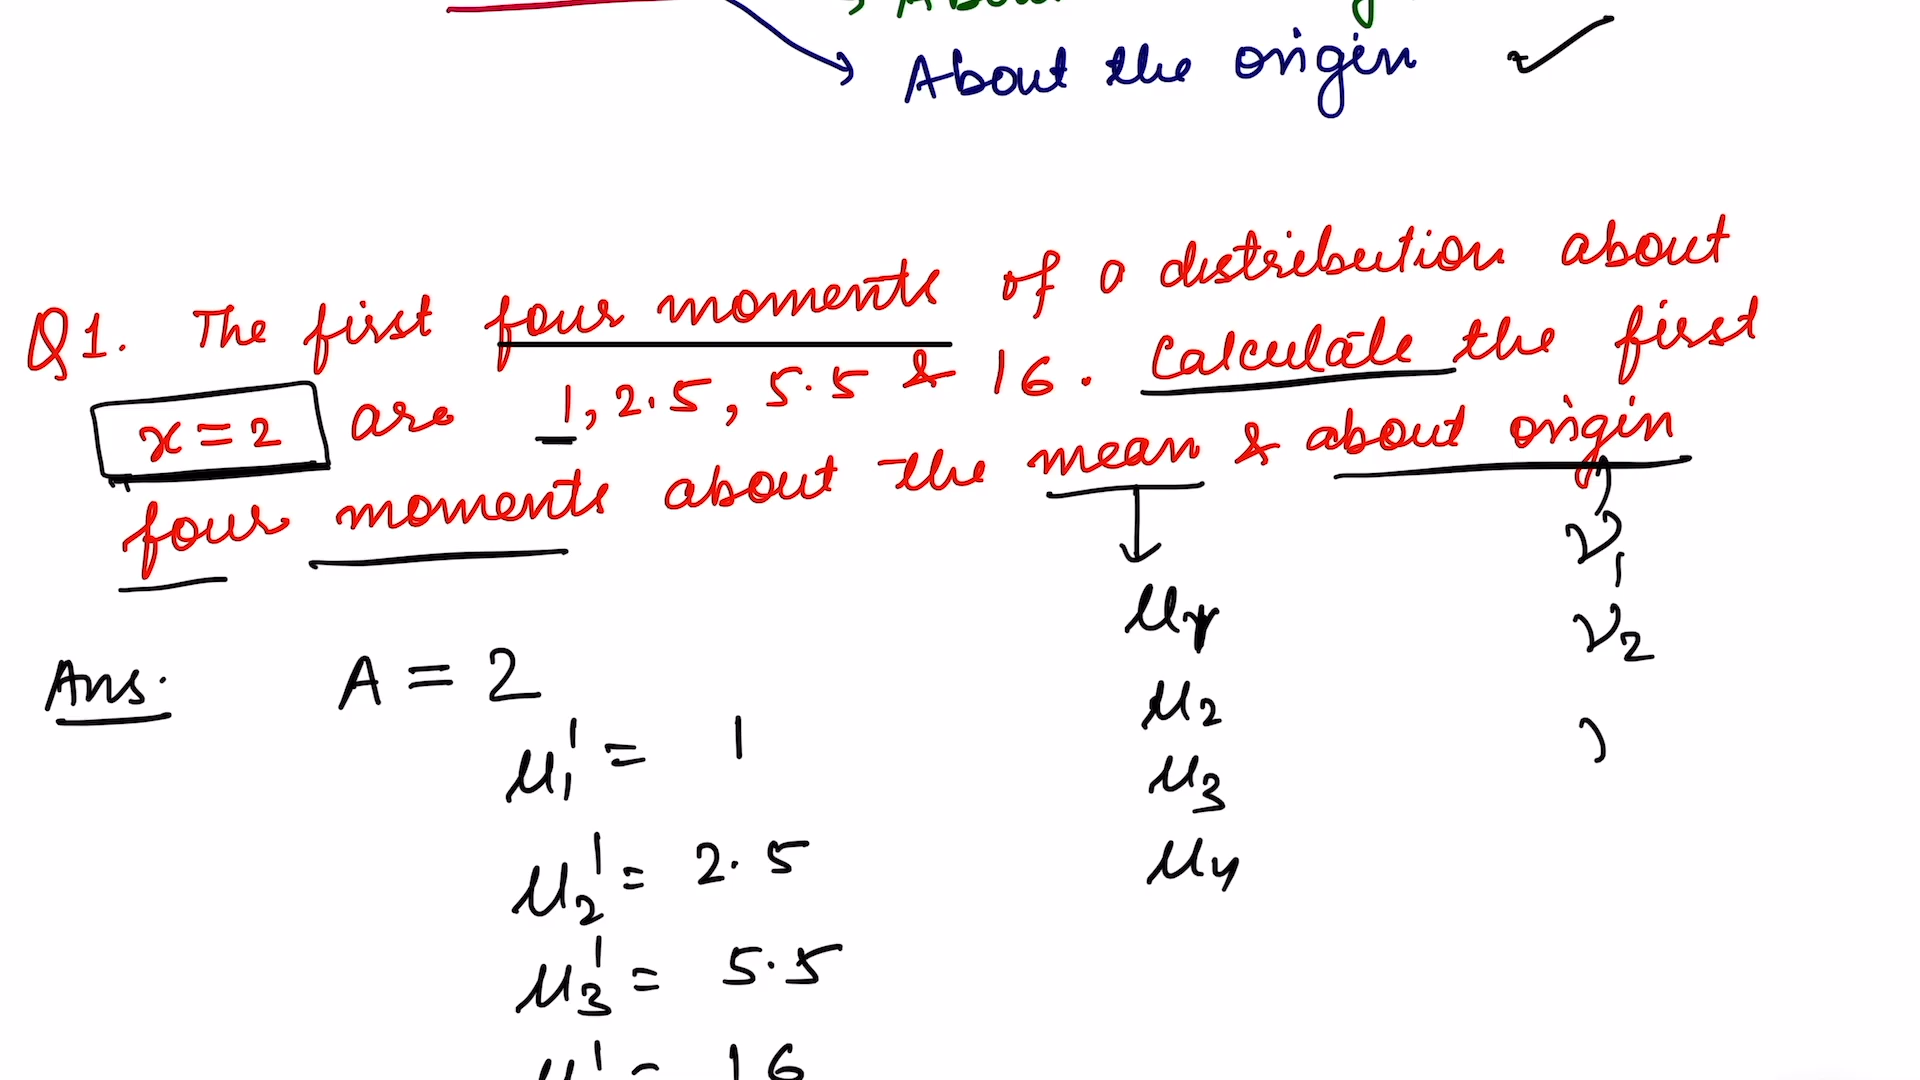 About the origin
Q1. The first four moments of a distribution about
x = 2 are 1, 2.5, 5.5 & 16. Calculate the first
four moments about the mean & about origin
Ans. A = 2
μ₁' = 1
μ₂' = 2.5
μ₃' = 5.5
μ' = 16
μ₂
μ₃
μ₄
ν₁
ν₂